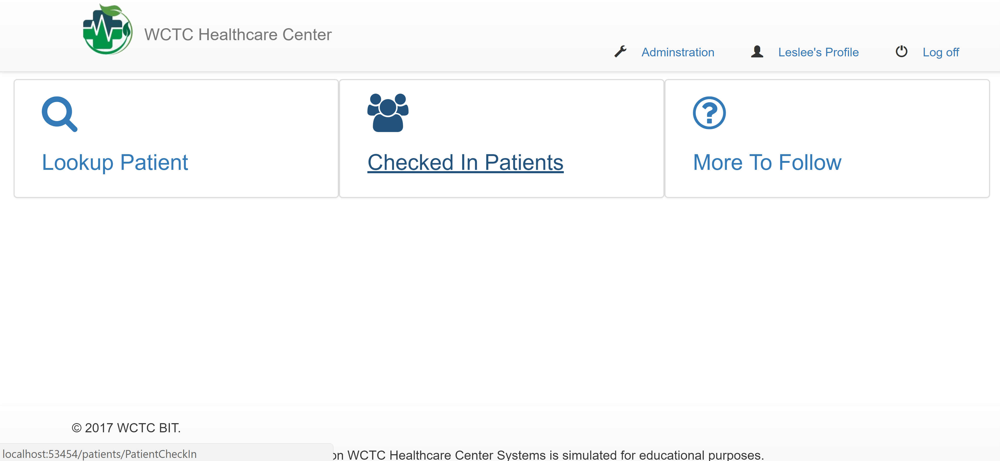 WCTC Healthcare Center
Adminstration Leslee's Profile Log off
Lookup Patient
Checked In Patients
More To Follow
© 2017 WCTC BIT.
localhost:53454/patients/PatientCheckIn
on WCTC Healthcare Center Systems is simulated for educational purposes.